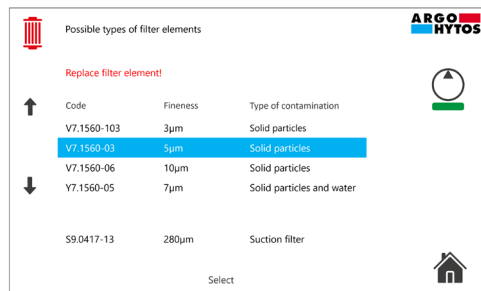 Possible types of filter elements
ARGO
HYTOS
Replace filter element!
Code Fineness Type of contamination
V7.1560-103 3µm Solid particles
V7.1560-03 5µm Solid particles
V7.1560-06 10µm Solid particles
Y7.1560-05 7µm Solid particles and water
S9.0417-13 280µm Suction filter
Select